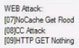 WEB Attack:
[07]NoCache Get Flood
[08]CC Attack
[09]HTTP GET Nothing